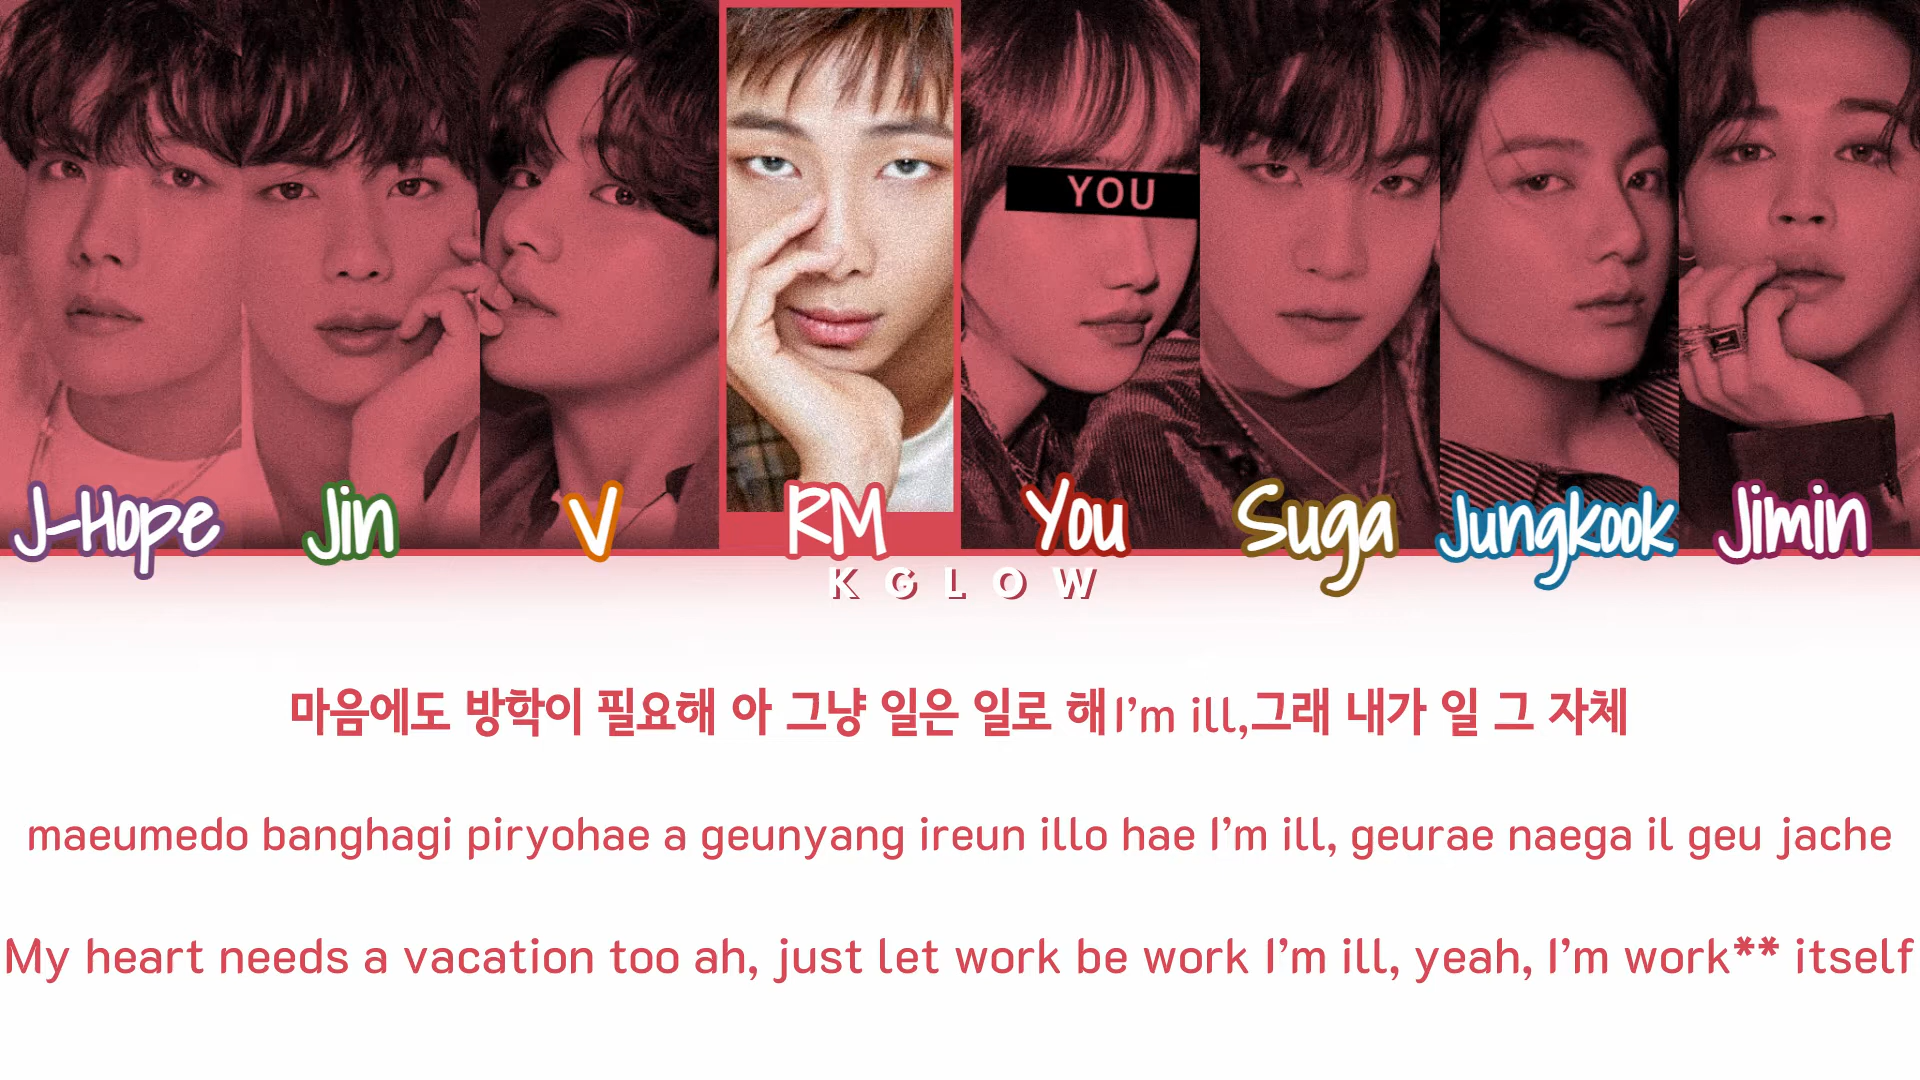 YOU
J-Hope Jin V RM You Suga Jungkook Jimin
KGLOW
마음에도 방학이 필요해 아 그냥 일은 일로 해I'm ill,그래 내가 일 그 자체
maeumedo banghagi piryohae a geunyang ireun illo hae I'm ill, geurae naega il geu jache
My heart needs a vacation too ah, just let work be work I'm ill, yeah, I'm work** itself